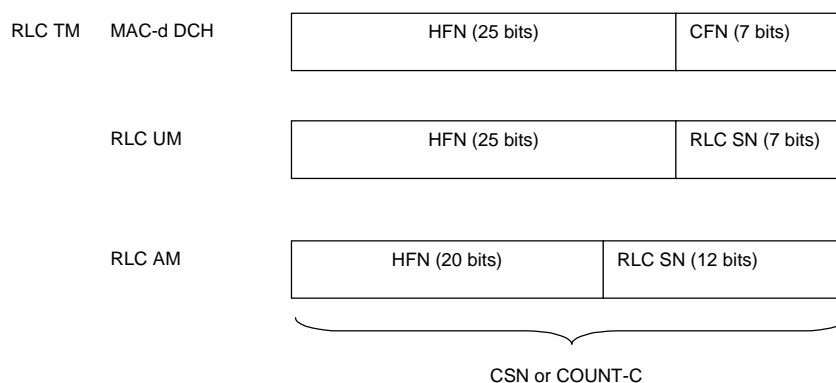 RLC TM MAC-d DCH HFN (25 bits) CFN (7 bits)
RLC UM HFN (25 bits) RLC SN (7 bits)
RLC AM HFN (20 bits) RLC SN (12 bits)
CSN or COUNT-C